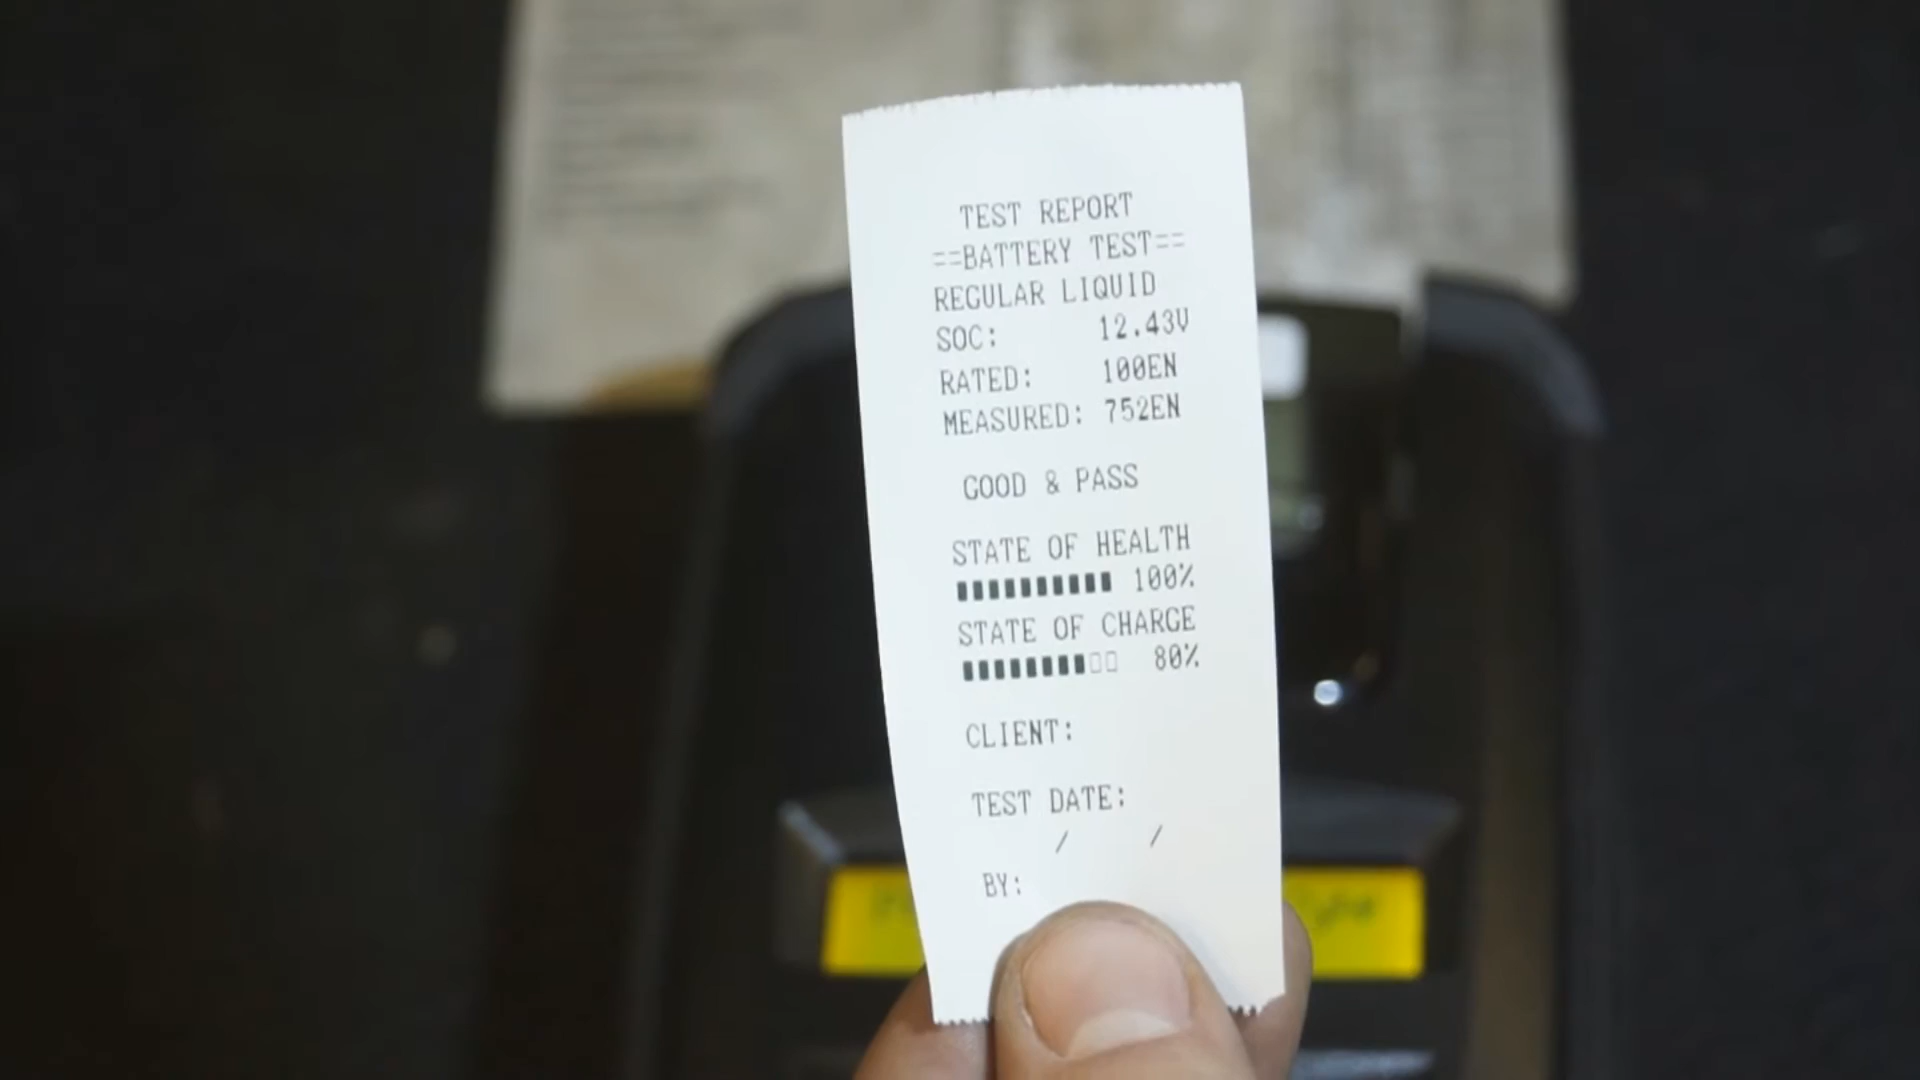 TEST REPORT
==BATTERY TEST==
REGULAR LIQUID
SOC: 12.43V
RATED: 100EN
MEASURED: 752EN
GOOD & PASS
STATE OF HEALTH
100%
STATE OF CHARGE
80%
CLIENT:
TEST DATE:
/ /
BY: